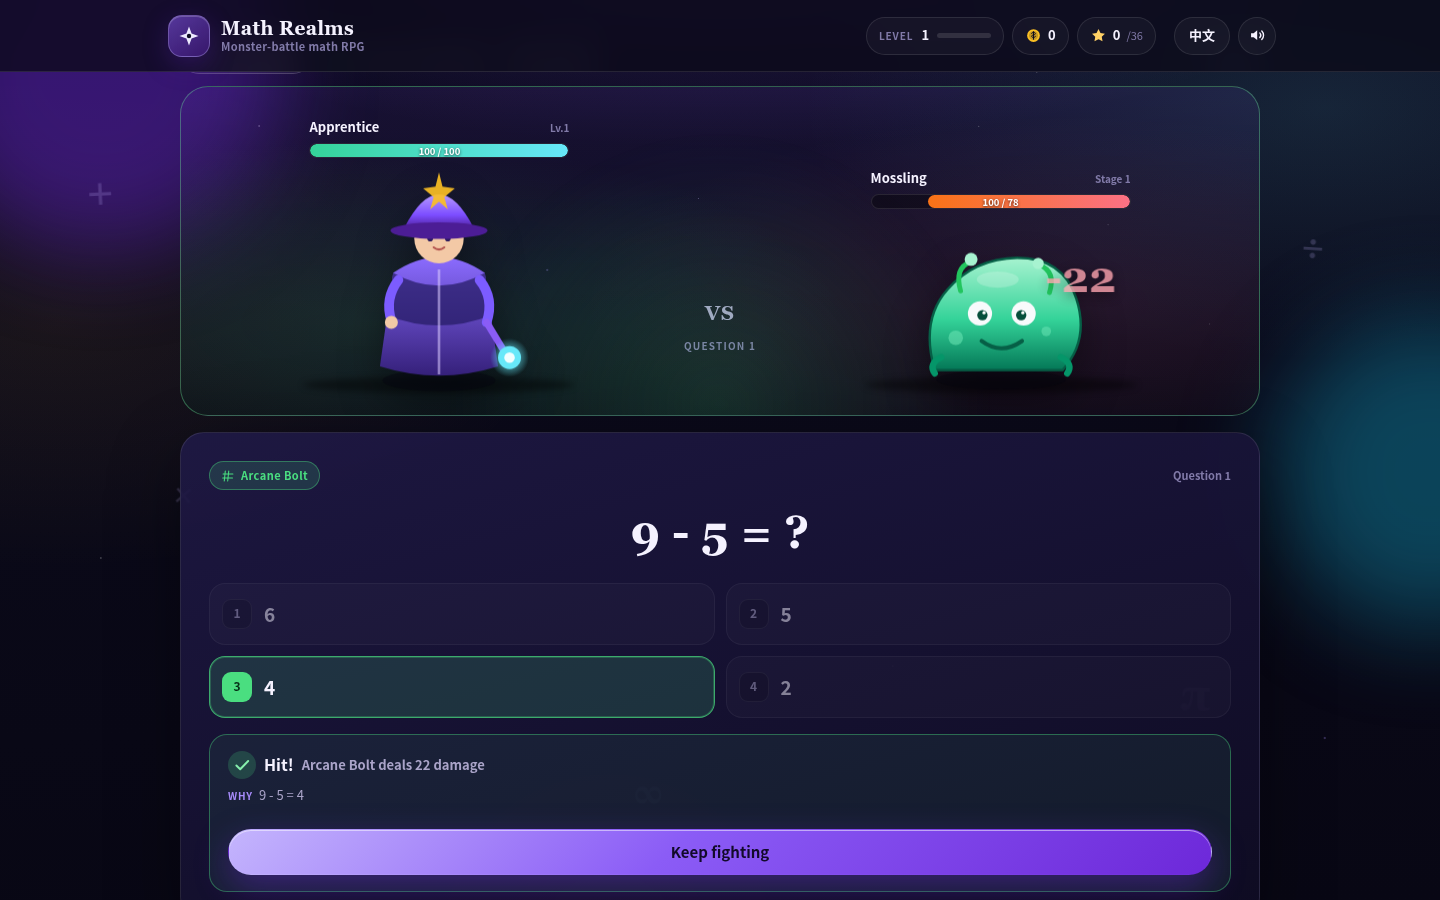 Math Realms
Monster-battle math RPG
LEVEL 1
0
0 /36
中文
Apprentice Lv.1
100 / 100
Mossling Stage 1
100 / 78
-22
VS
QUESTION 1
Arcane Bolt
Question 1
9 - 5 = ?
1 6
2 5
3 4
4 2
Hit! Arcane Bolt deals 22 damage
WHY 9 - 5 = 4
Keep fighting
+
÷
×
π
∞